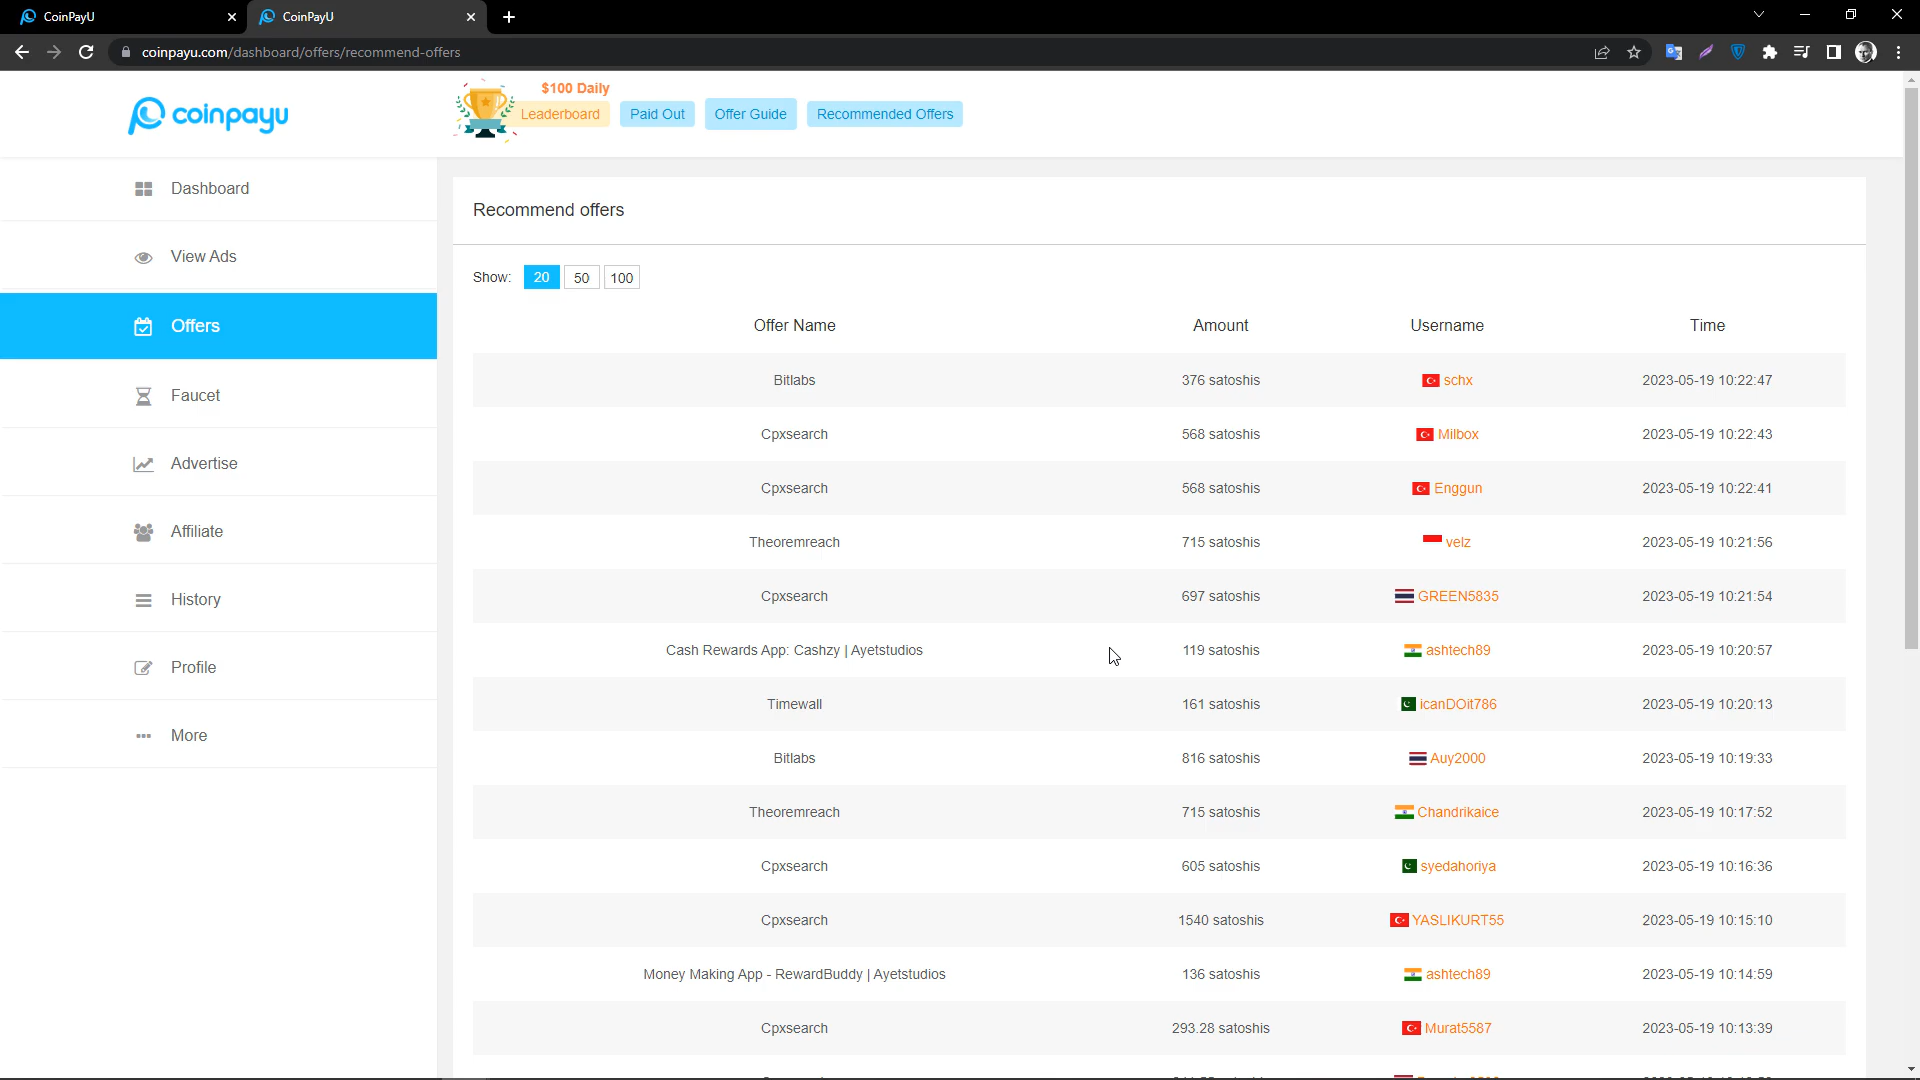 CoinPayU
CoinPayU
coinpayu.com/dashboard/offers/recommend-offers
coinpayu
$100 Daily
Leaderboard
Paid Out
Offer Guide
Recommended Offers
Dashboard
View Ads
Offers
Faucet
Advertise
Affiliate
History
Profile
More
Recommend offers
Show: 20 50 100
Offer Name Amount Username Time
Bitlabs 376 satoshis schx 2023-05-19 10:22:47
Cpxsearch 568 satoshis Milbox 2023-05-19 10:22:43
Cpxsearch 568 satoshis Enggun 2023-05-19 10:22:41
Theoremreach 715 satoshis velz 2023-05-19 10:21:56
Cpxsearch 697 satoshis GREEN5835 2023-05-19 10:21:54
Cash Rewards App: Cashzy | Ayetstudios 119 satoshis ashtech89 2023-05-19 10:20:57
Timewall 161 satoshis icanDOit786 2023-05-19 10:20:13
Bitlabs 816 satoshis Auy2000 2023-05-19 10:19:33
Theoremreach 715 satoshis Chandrikaice 2023-05-19 10:17:52
Cpxsearch 605 satoshis syedahoriya 2023-05-19 10:16:36
Cpxsearch 1540 satoshis YASLIKURT55 2023-05-19 10:15:10
Money Making App - RewardBuddy | Ayetstudios 136 satoshis ashtech89 2023-05-19 10:14:59
Cpxsearch 293.28 satoshis Murat5587 2023-05-19 10:13:39